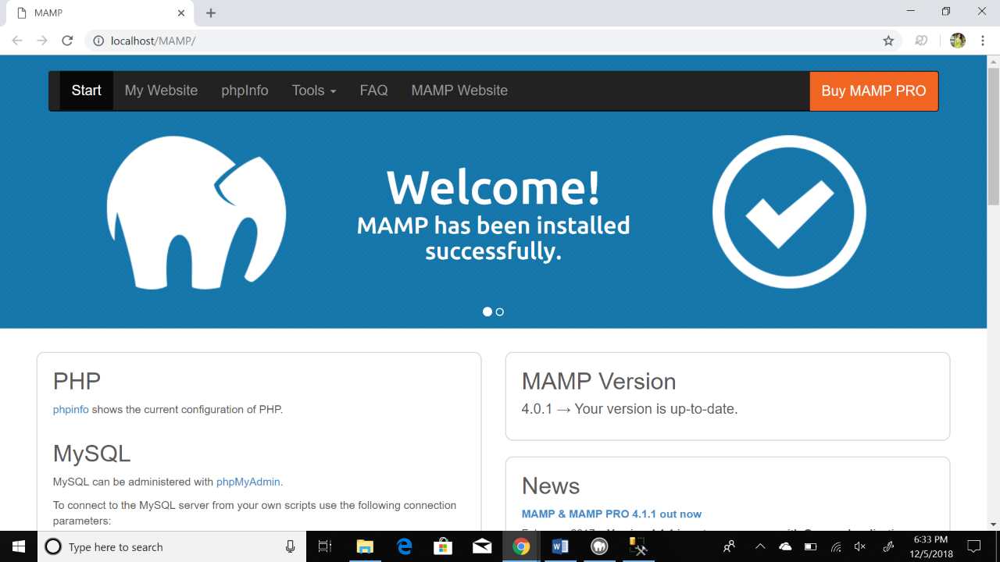 MAMP
localhost/MAMP/
Start My Website phpInfo Tools FAQ MAMP Website Buy MAMP PRO
Welcome!
MAMP has been installed
successfully.
PHP
phpinfo shows the current configuration of PHP.
MySQL
MySQL can be administered with phpMyAdmin.
To connect to the MySQL server from your own scripts use the following connection
parameters:
MAMP Version
4.0.1 → Your version is up-to-date.
News
MAMP & MAMP PRO 4.1.1 out now
Type here to search
6:33 PM
12/5/2018